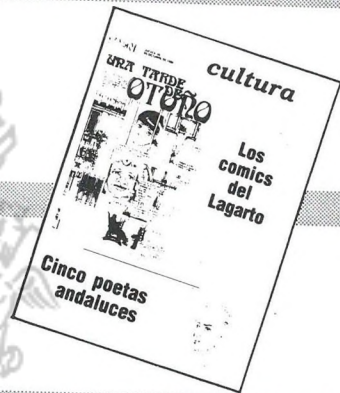 cultura
UNA TARDE
DE
OTOÑO
Los
comics
del
Lagarto
Cinco poetas
andaluces